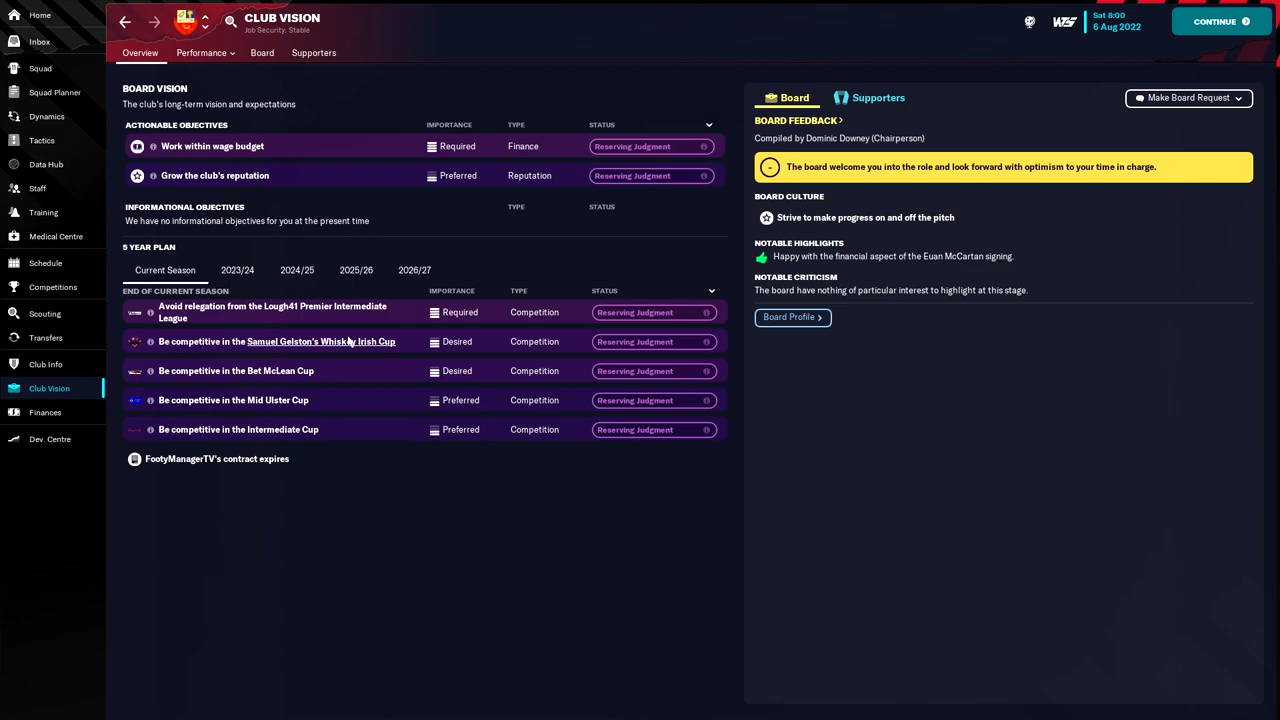 Home
Inbox
Squad
Squad Planner
Dynamics
Tactics
Data Hub
Staff
Training
Medical Centre
Schedule
Competitions
Scouting
Transfers
Club Info
Club Vision
Finances
Dev. Centre
CLUB VISION
Job Security: Stable
Sat 8:00
6 Aug 2022
CONTINUE
Overview Performance Board Supporters
BOARD VISION
The club's long-term vision and expectations
ACTIONABLE OBJECTIVES IMPORTANCE TYPE STATUS
Work within wage budget Required Finance Reserving Judgment
Grow the club's reputation Preferred Reputation Reserving Judgment
INFORMATIONAL OBJECTIVES TYPE STATUS
We have no informational objectives for you at the present time
5 YEAR PLAN
Current Season 2023/24 2024/25 2025/26 2026/27
END OF CURRENT SEASON IMPORTANCE TYPE STATUS
Avoid relegation from the Lough41 Premier Intermediate
League Required Competition Reserving Judgment
Be competitive in the Samuel Gelston's Whiskey Irish Cup Desired Competition Reserving Judgment
Be competitive in the Bet McLean Cup Desired Competition Reserving Judgment
Be competitive in the Mid Ulster Cup Preferred Competition Reserving Judgment
Be competitive in the Intermediate Cup Preferred Competition Reserving Judgment
FootyManagerTV's contract expires
Board Supporters Make Board Request
BOARD FEEDBACK
Compiled by Dominic Downey (Chairperson)
The board welcome you into the role and look forward with optimism to your time in charge.
BOARD CULTURE
Strive to make progress on and off the pitch
NOTABLE HIGHLIGHTS
Happy with the financial aspect of the Euan McCartan signing.
NOTABLE CRITICISM
The board have nothing of particular interest to highlight at this stage.
Board Profile